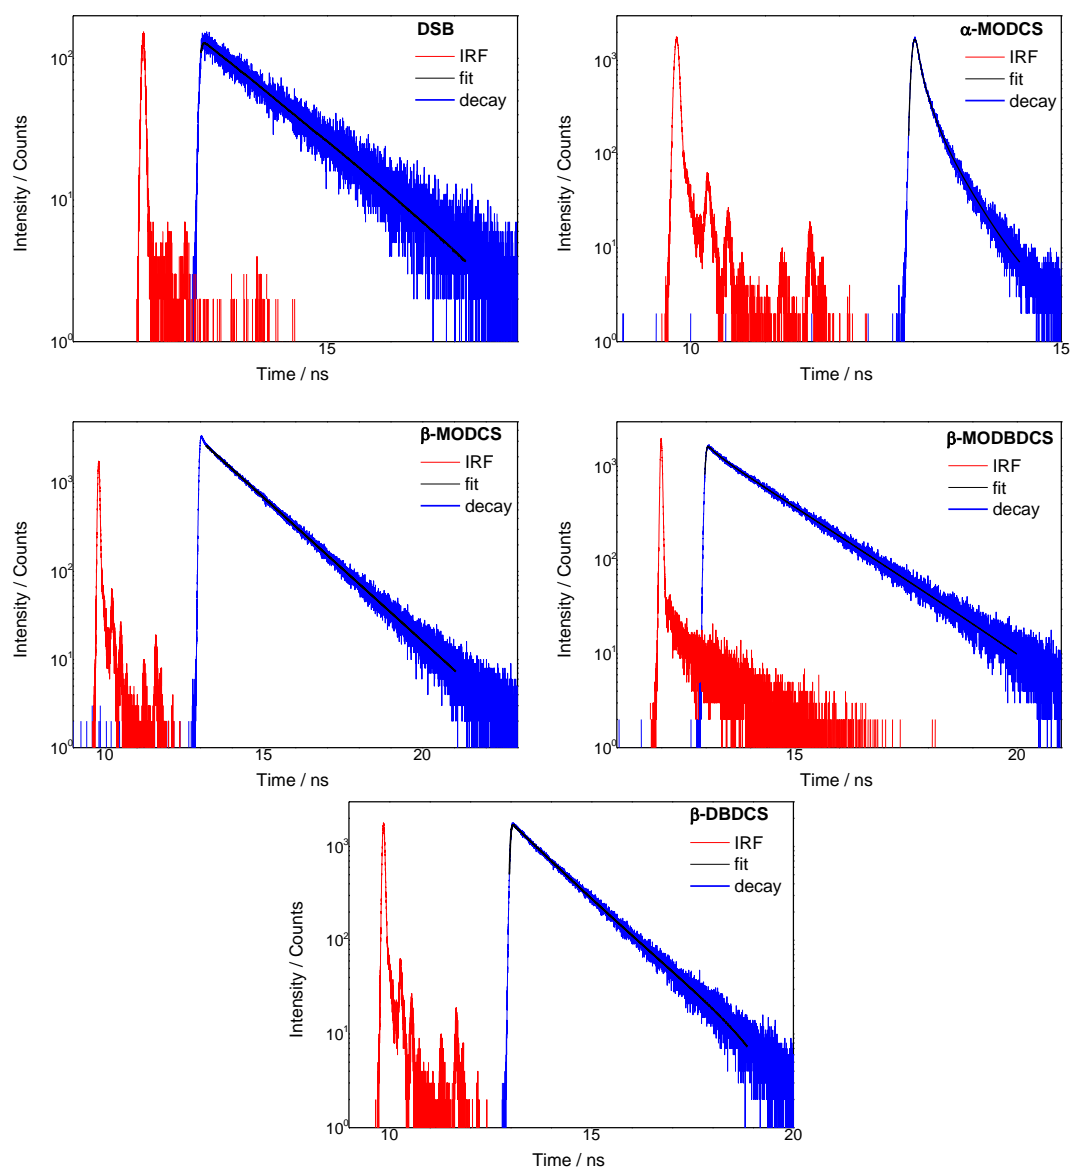 DSB
IRF
fit
decay
10²
10¹
10⁰
Intensity / Counts
15
Time / ns
α-MODCS
IRF
fit
decay
10³
10²
10¹
10⁰
Intensity / Counts
10 15
Time / ns
β-MODCS
IRF
fit
decay
10³
10²
10¹
10⁰
Intensity / Counts
10 15 20
Time / ns
β-MODBDCS
IRF
fit
decay
10³
10²
10¹
10⁰
Intensity / Counts
15 20
Time / ns
β-DBDCS
IRF
fit
decay
10³
10²
10¹
10⁰
Intensity / Counts
10 15 20
Time / ns